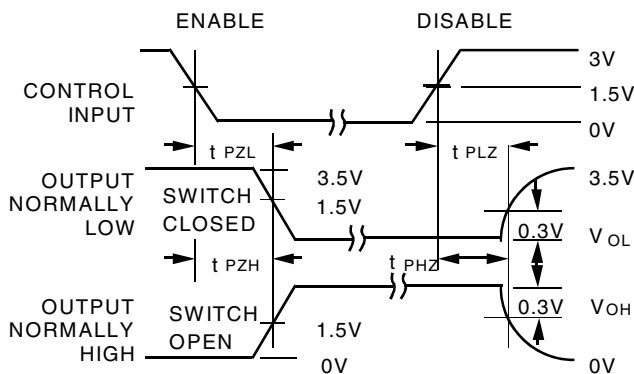 ENABLE DISABLE
3V
CONTROL
INPUT
1.5V
0V
t PZL t PLZ
OUTPUT
NORMALLY
LOW
SWITCH
CLOSED
3.5V
1.5V
3.5V
0.3V VOL
t PZH t PHZ
OUTPUT
NORMALLY
HIGH
SWITCH
OPEN
1.5V
0V
0.3V VOH
0V